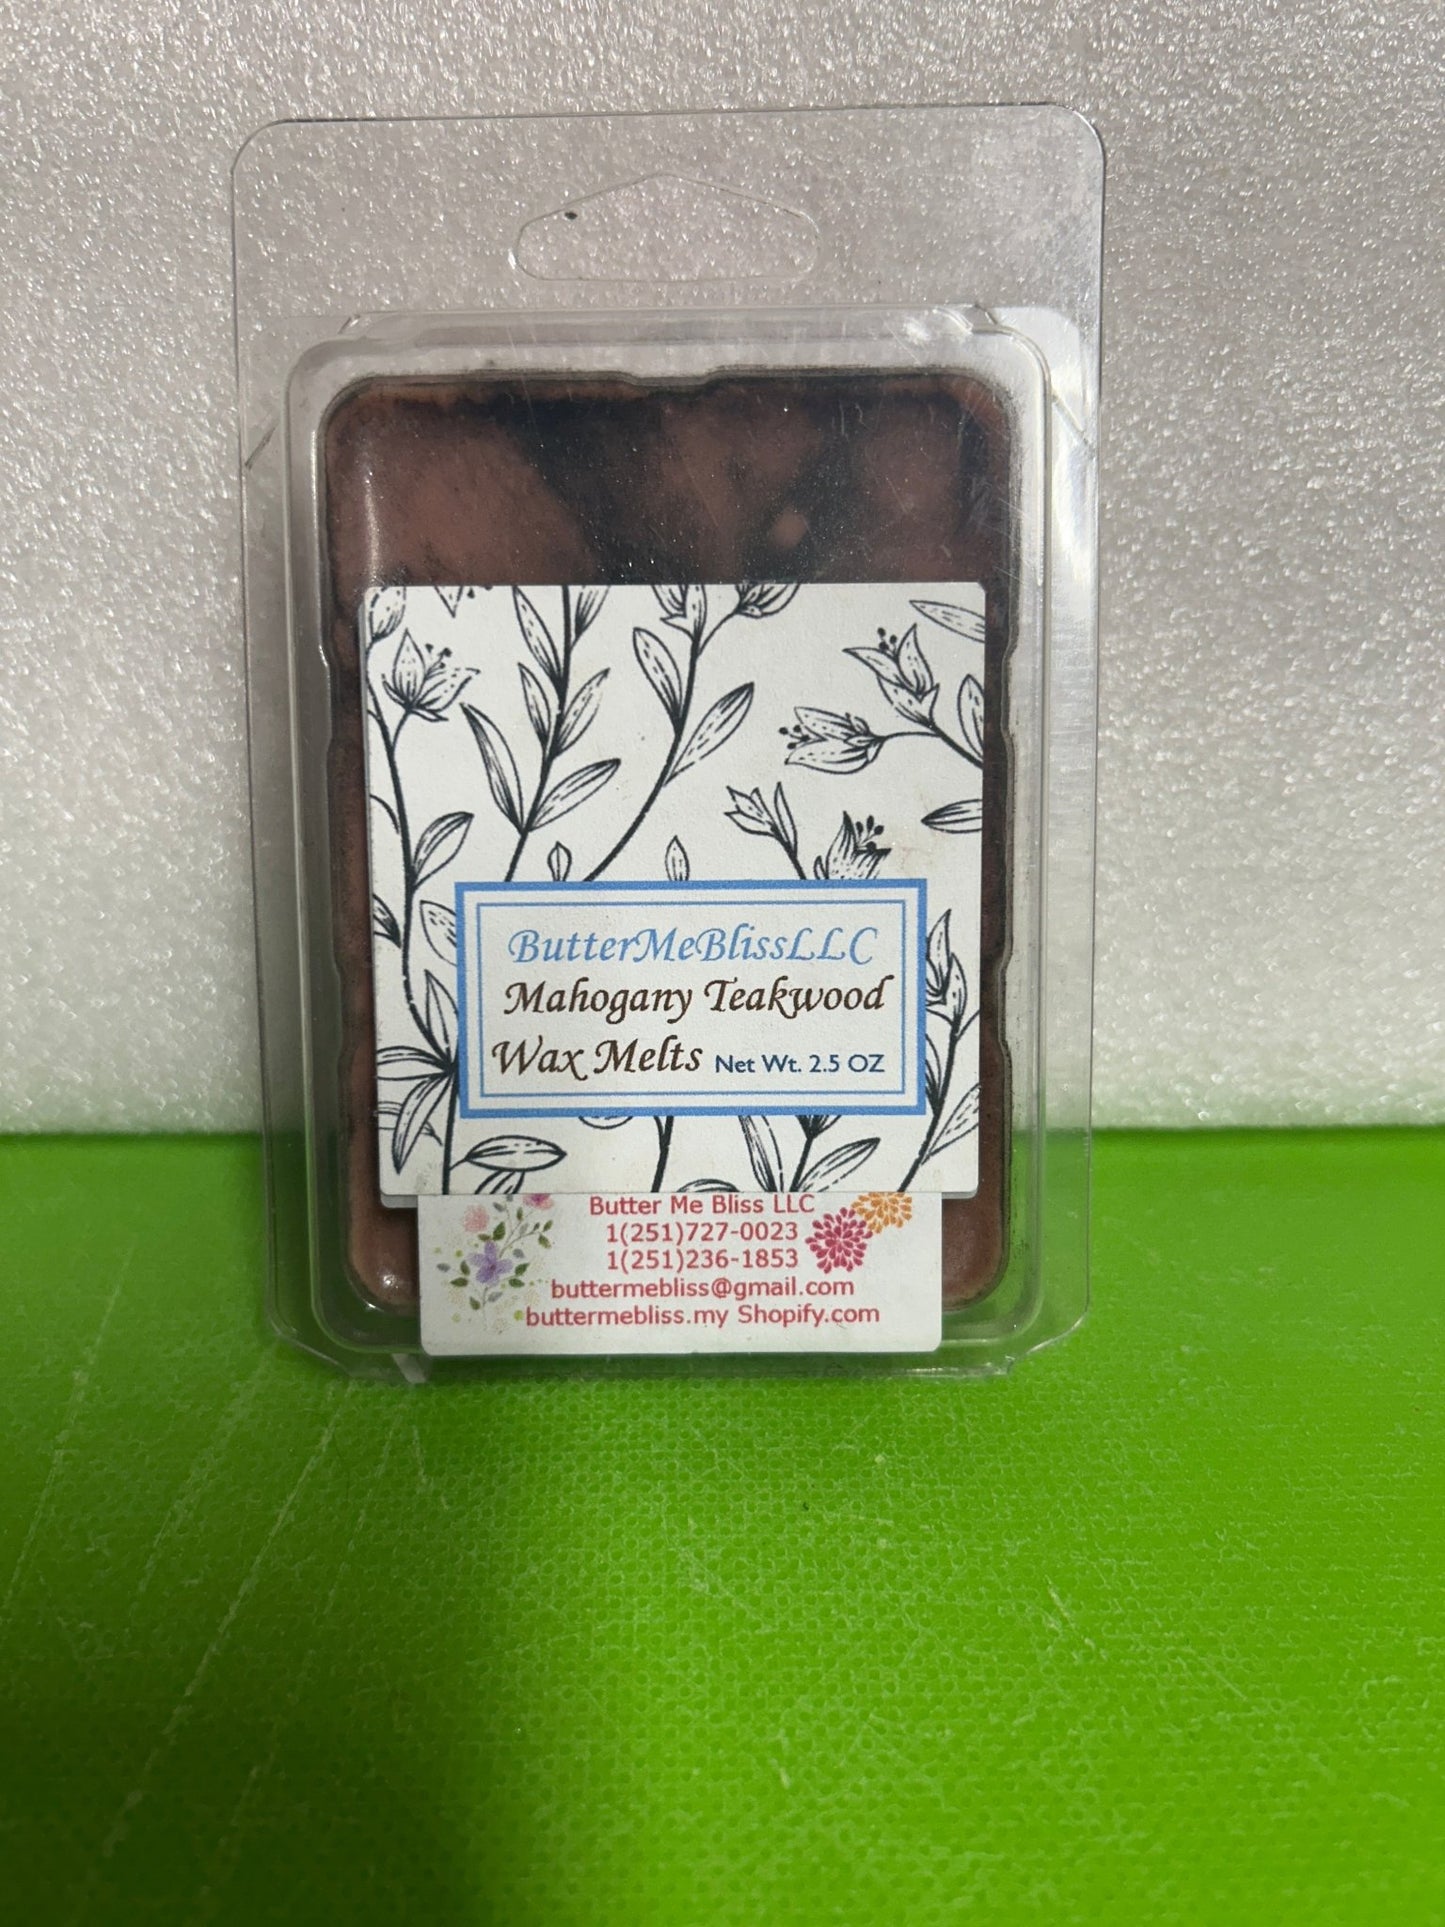 ButterMeBlissLLC
Mahogany Teakwood
Wax Melts Net Wt. 2.5 OZ
Butter Me Bliss LLC
1(251)727-0023
1(251)236-1853
buttermebliss@gmail.com
buttermebliss.my Shopify.com